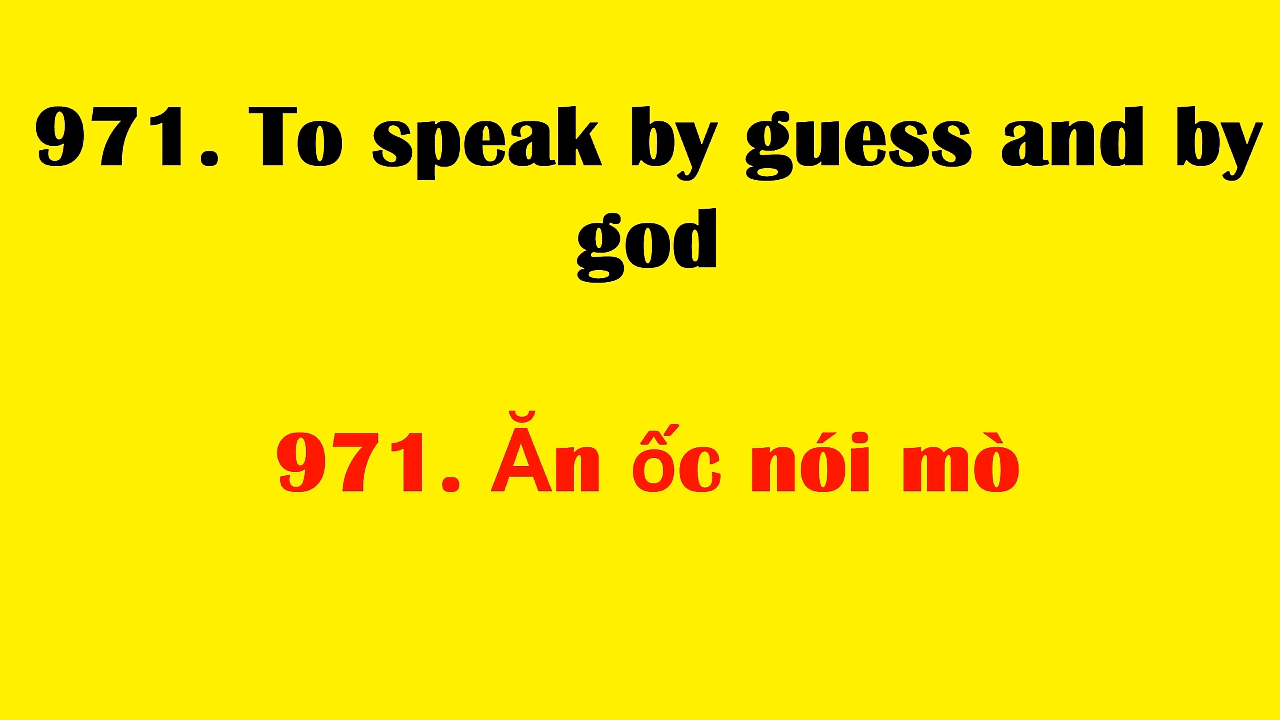 971. To speak by guess and by
god
971. Ăn ốc nói mò